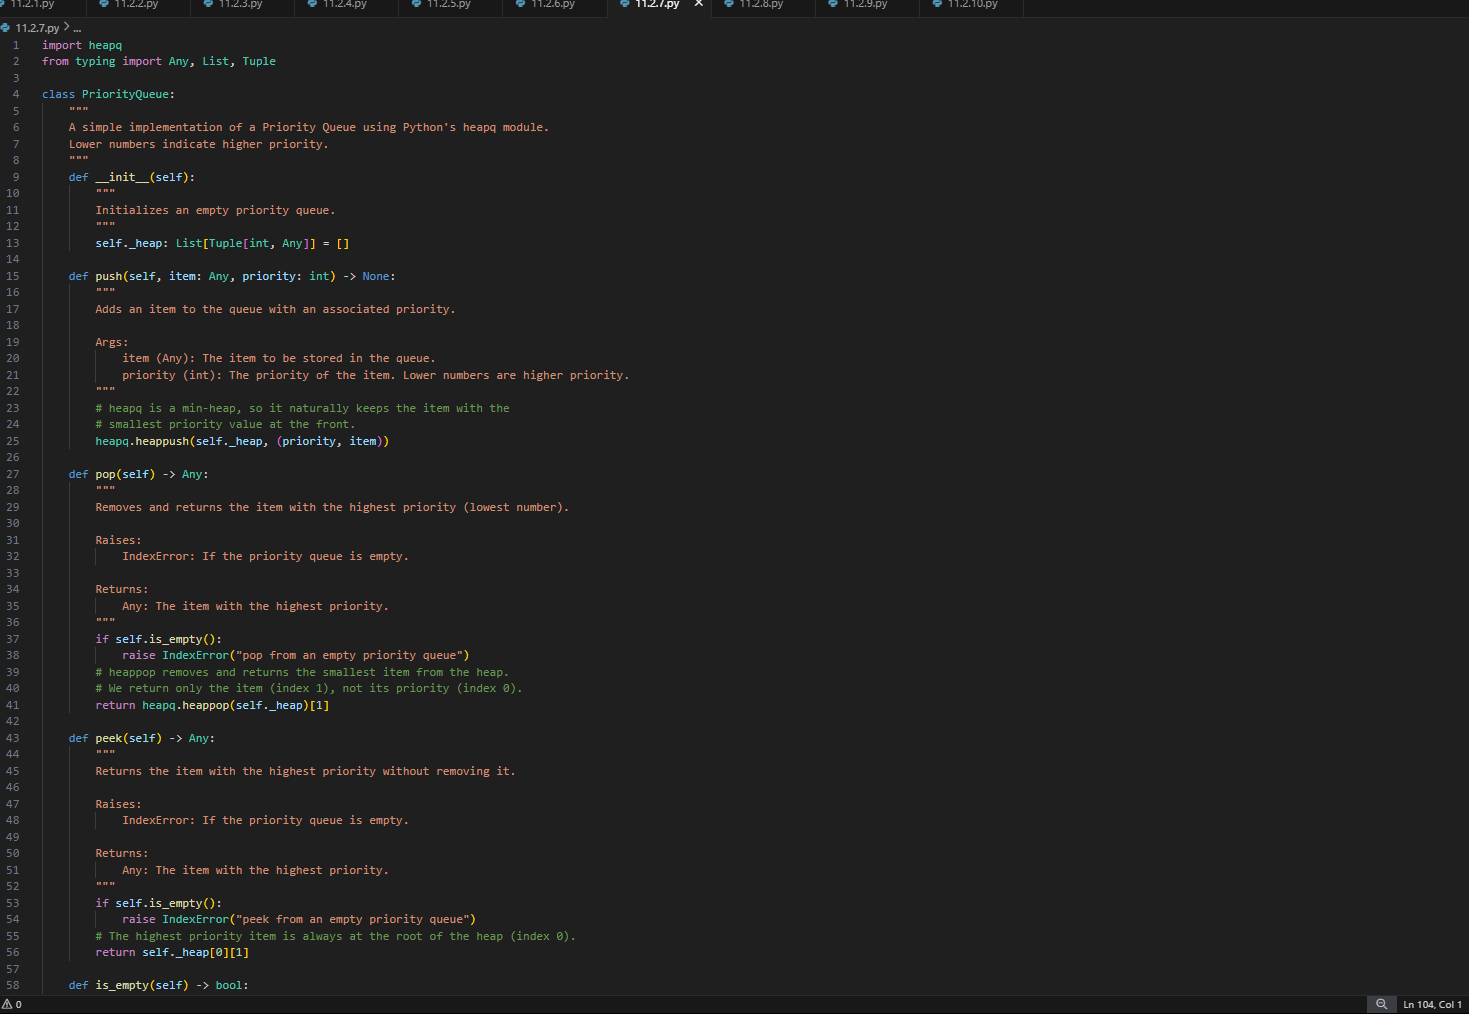 11.2.1.py 11.2.2.py 11.2.3.py 11.2.4.py 11.2.5.py 11.2.6.py 11.2.7.py × 11.2.8.py 11.2.9.py 11.2.10.py
11.2.7.py > ...
1 import heapq
2 from typing import Any, List, Tuple
3
4 class PriorityQueue:
5     """
6     A simple implementation of a Priority Queue using Python's heapq module.
7     Lower numbers indicate higher priority.
8     """
9     def __init__(self):
10         """
11         Initializes an empty priority queue.
12         """
13         self._heap: List[Tuple[int, Any]] = []
14
15     def push(self, item: Any, priority: int) -> None:
16         """
17         Adds an item to the queue with an associated priority.
18
19         Args:
20             item (Any): The item to be stored in the queue.
21             priority (int): The priority of the item. Lower numbers are higher priority.
22         """
23         # heapq is a min-heap, so it naturally keeps the item with the
24         # smallest priority value at the front.
25         heapq.heappush(self._heap, (priority, item))
26
27     def pop(self) -> Any:
28         """
29         Removes and returns the item with the highest priority (lowest number).
30
31         Raises:
32             IndexError: If the priority queue is empty.
33
34         Returns:
35             Any: The item with the highest priority.
36         """
37         if self.is_empty():
38             raise IndexError("pop from an empty priority queue")
39         # heappop removes and returns the smallest item from the heap.
40         # We return only the item (index 1), not its priority (index 0).
41         return heapq.heappop(self._heap)[1]
42
43     def peek(self) -> Any:
44         """
45         Returns the item with the highest priority without removing it.
46
47         Raises:
48             IndexError: If the priority queue is empty.
49
50         Returns:
51             Any: The item with the highest priority.
52         """
53         if self.is_empty():
54             raise IndexError("peek from an empty priority queue")
55         # The highest priority item is always at the root of the heap (index 0).
56         return self._heap[0][1]
57
58     def is_empty(self) -> bool:
0 Ln 104, Col 1